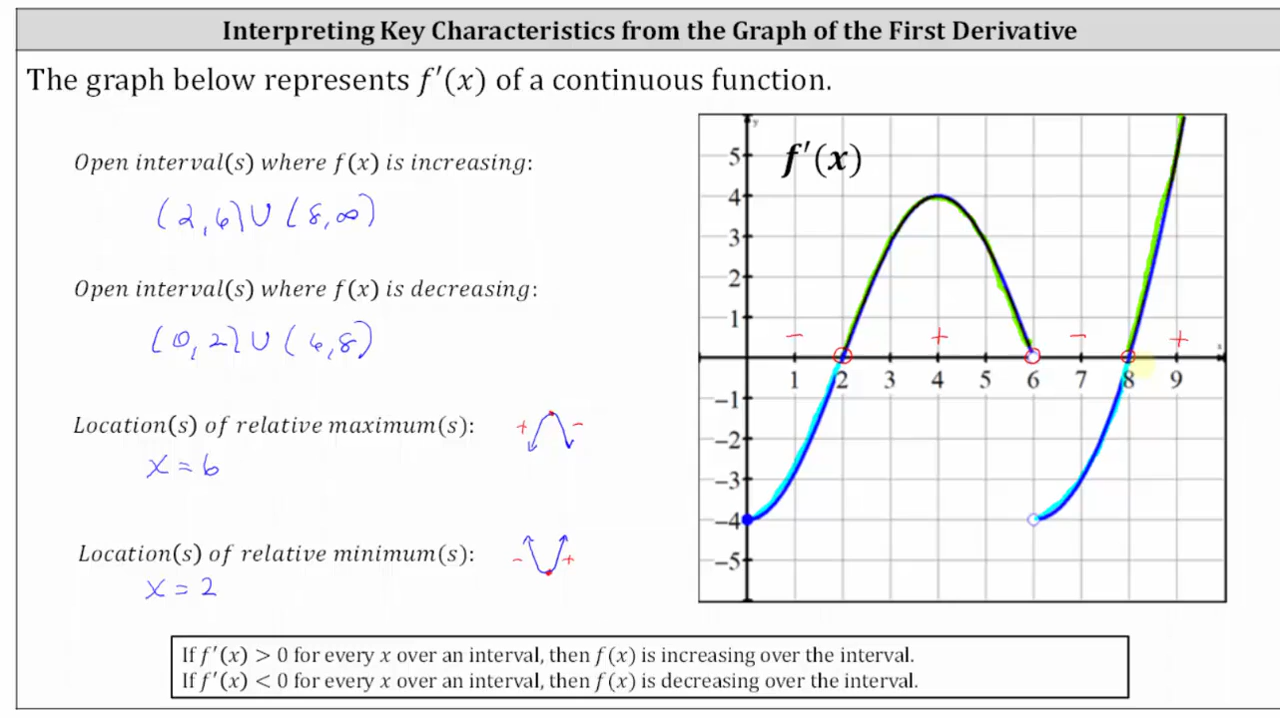 Interpreting Key Characteristics from the Graph of the First Derivative
The graph below represents f′(x) of a continuous function.
Open interval(s) where f(x) is increasing:
(2,6) ∪ (8,∞)
Open interval(s) where f(x) is decreasing:
(0,2) ∪ (6,8)
Location(s) of relative maximum(s):
+ −
x = 6
Location(s) of relative minimum(s):
− +
x = 2
y
f′(x)
5
4
3
2
1
− + − +
x
1 2 3 4 5 6 7 8 9
−1
−2
−3
−4
−5
If f′(x) > 0 for every x over an interval, then f(x) is increasing over the interval.
If f′(x) < 0 for every x over an interval, then f(x) is decreasing over the interval.